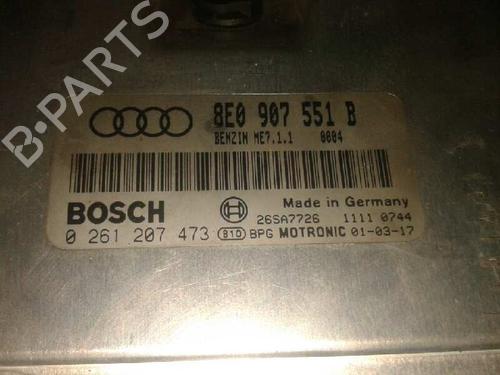 8E0 907 551 B
BENZIN ME7.1.1 0004
BOSCH
Made in Germany
26SA7726 1111 0744
0 261 207 473 81D BPG MOTRONIC 01-03-17
B-PARTS